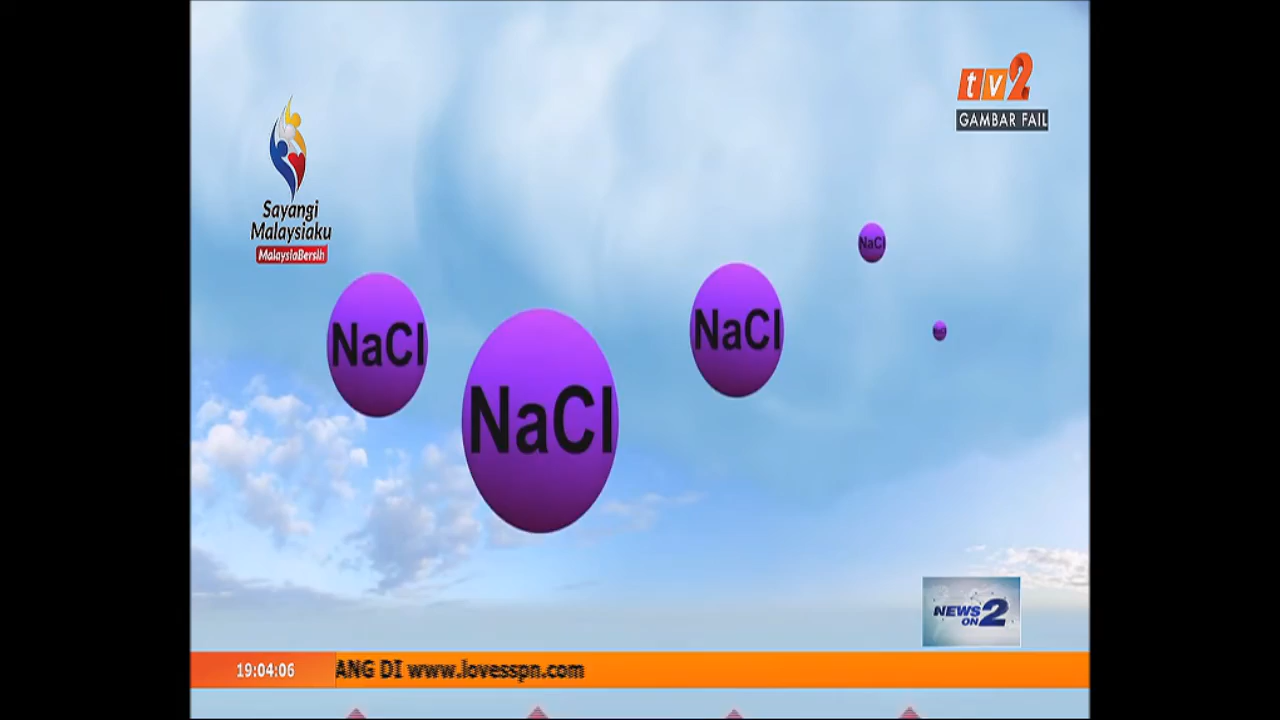 tv2
GAMBAR FAIL
Sayangi
Malaysiaku
MalaysiaBersih
NaCl
NaCl
NaCl
NaCl
NEWS
ON 2
19:04:06
ANG DI www.lovesspn.com